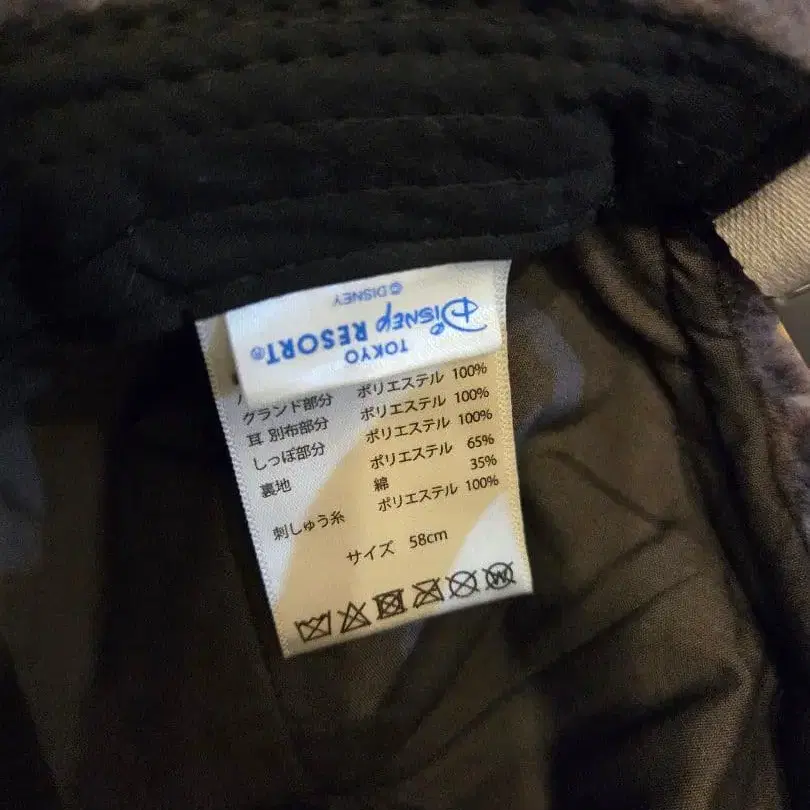 TOKYO
DISNEY RESORT®
© DISNEY
ポリエステル 100%
グランド部分 ポリエステル 100%
耳 別布部分 ポリエステル 100%
しっぽ部分 ポリエステル 65%
裏地 綿 35%
ポリエステル 100%
刺しゅう糸
サイズ 58cm